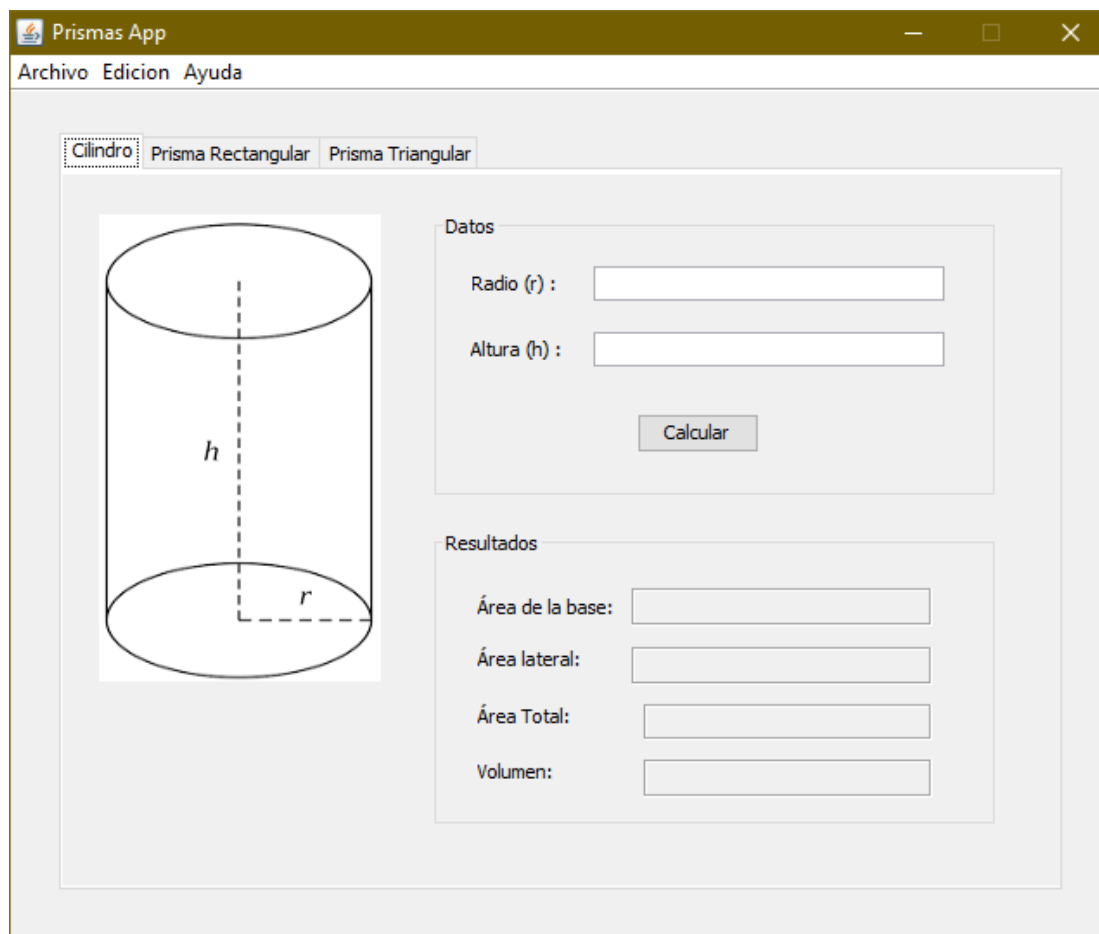 Prismas App
Archivo Edicion Ayuda
Cilindro Prisma Rectangular Prisma Triangular
Datos
Radio (r) :
Altura (h) :
Calcular
h
r
Resultados
Área de la base:
Área lateral:
Área Total:
Volumen: